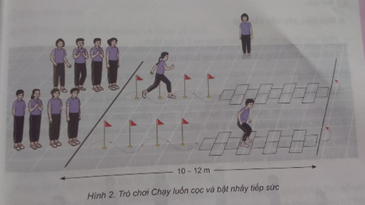 10 - 12 m
Hình 2. Trò chơi Chạy luồn cọc và bật nhảy tiếp sức